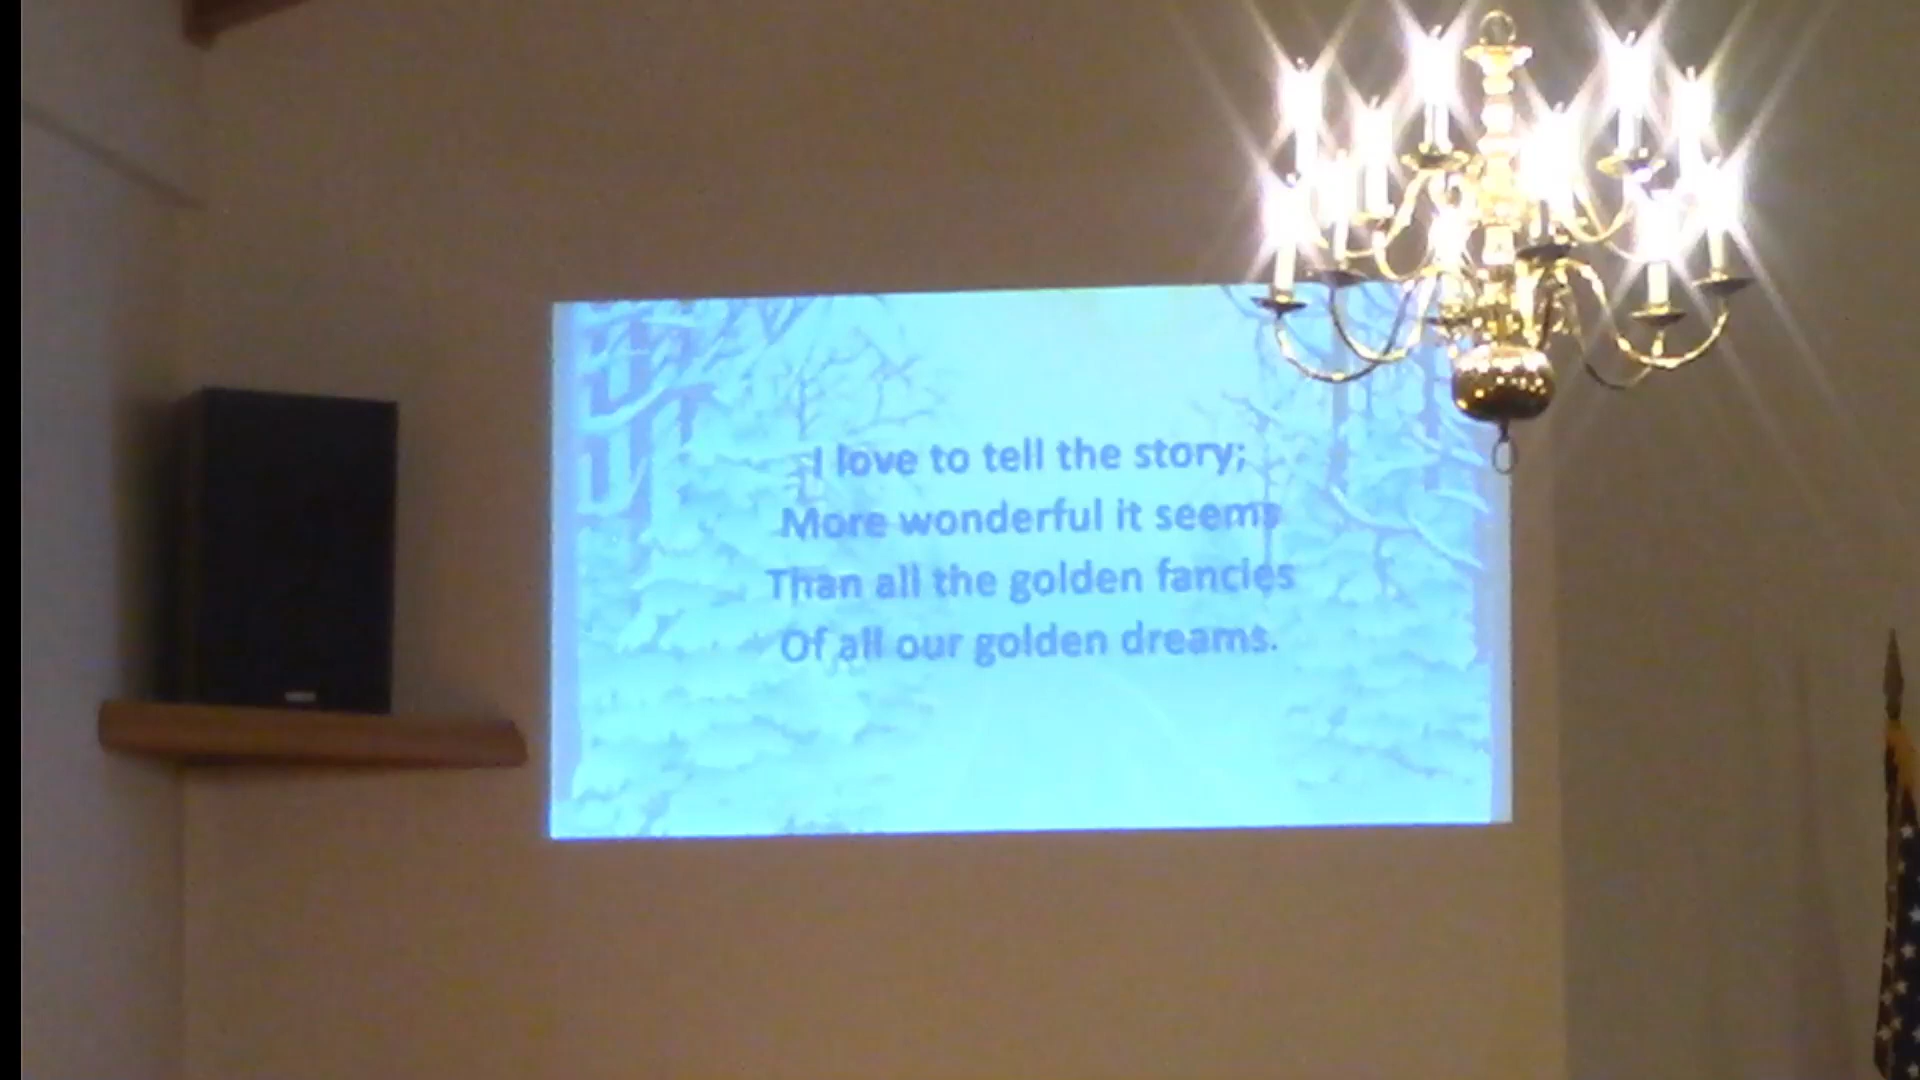 I love to tell the story;
More wonderful it seems
Than all the golden fancies
Of all our golden dreams.